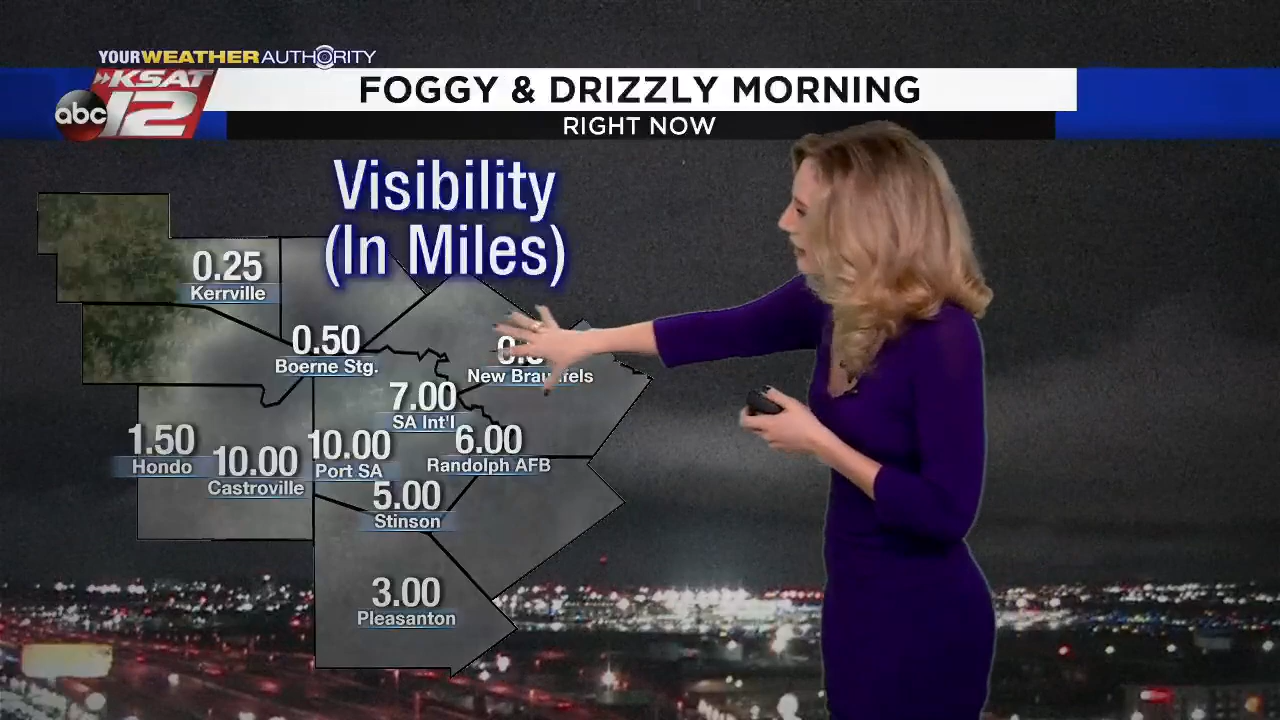 YOUR WEATHER AUTHORITY
KSAT
abc 12
FOGGY & DRIZZLY MORNING
RIGHT NOW
Visibility
(In Miles)
0.25
Kerrville
0.50
Boerne Stg.
New Braunfels
7.00
SA Int'l
1.50
Hondo
10.00
Castroville
10.00
Port SA
6.00
Randolph AFB
5.00
Stinson
3.00
Pleasanton